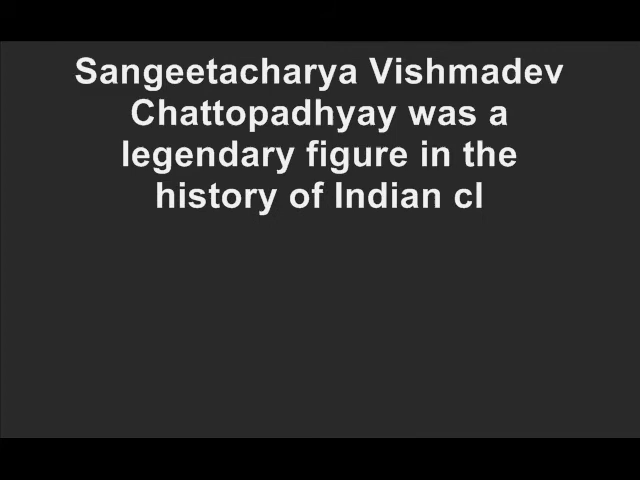 Sangeetacharya Vishmadev
Chattopadhyay was a
legendary figure in the
history of Indian cl